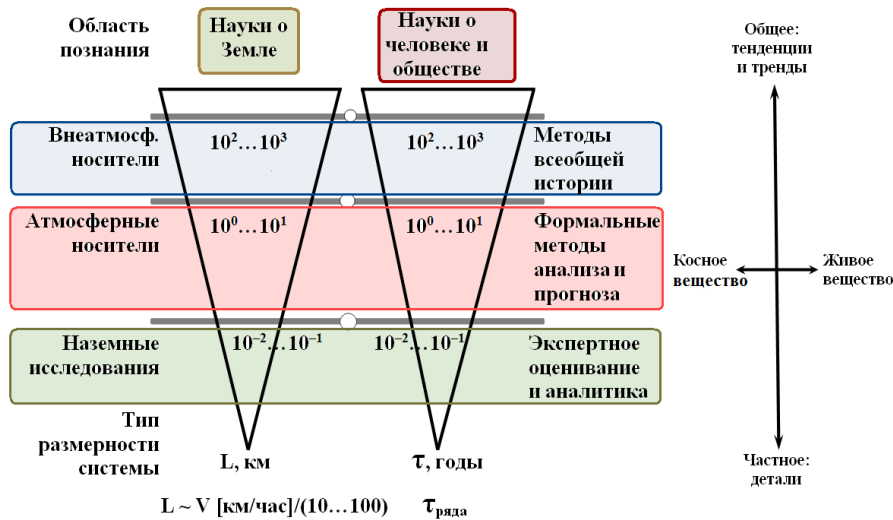 Область
познания
Науки о
Земле
Науки о
человеке и
обществе
Общее:
тенденции
и тренды
Внеатмосф.
носители
10²…10³
10²…10³
Методы
всеобщей
истории
Атмосферные
носители
10⁰…10¹
10⁰…10¹
Формальные
методы
анализа и
прогноза
Косное
вещество
Живое
вещество
Наземные
исследования
10⁻²…10⁻¹
10⁻²…10⁻¹
Экспертное
оценивание
и аналитика
Тип
размерности
системы
L, км
τ, годы
Частное:
детали
L ~ V [км/час]/(10…100)
τряда